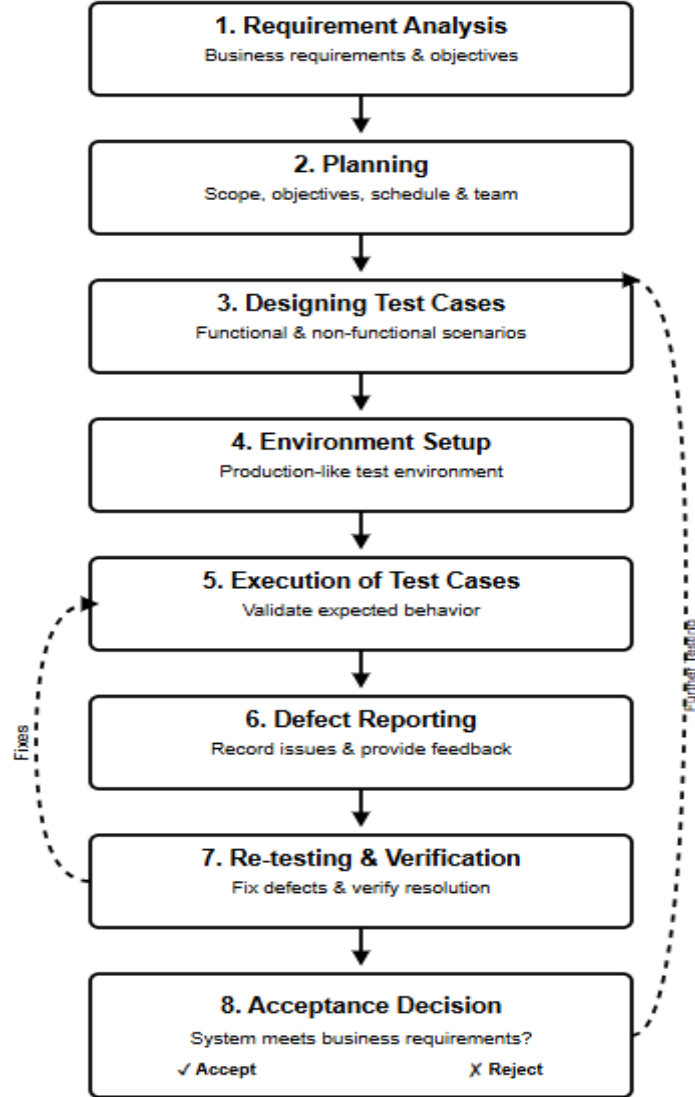 1. Requirement Analysis
Business requirements & objectives
2. Planning
Scope, objectives, schedule & team
3. Designing Test Cases
Functional & non-functional scenarios
4. Environment Setup
Production-like test environment
5. Execution of Test Cases
Validate expected behavior
6. Defect Reporting
Record issues & provide feedback
7. Re-testing & Verification
Fix defects & verify resolution
8. Acceptance Decision
System meets business requirements?
✓ Accept
✗ Reject
Fixes
Further Testing